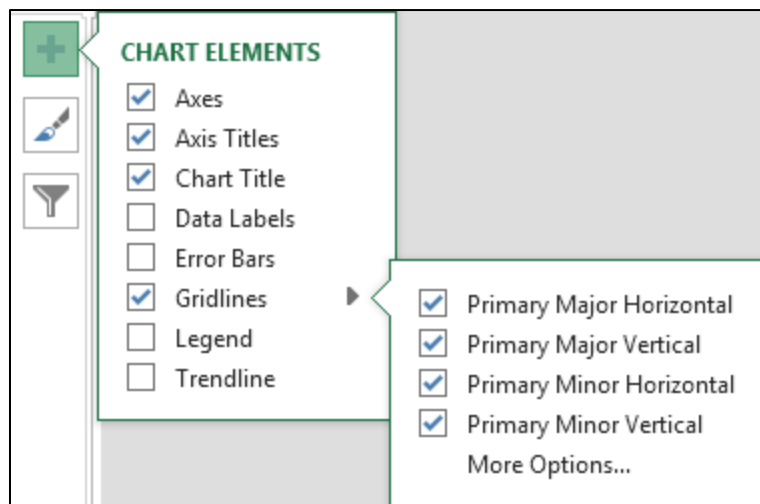 CHART ELEMENTS
Axes
Axis Titles
Chart Title
Data Labels
Error Bars
Gridlines
Legend
Trendline
Primary Major Horizontal
Primary Major Vertical
Primary Minor Horizontal
Primary Minor Vertical
More Options...